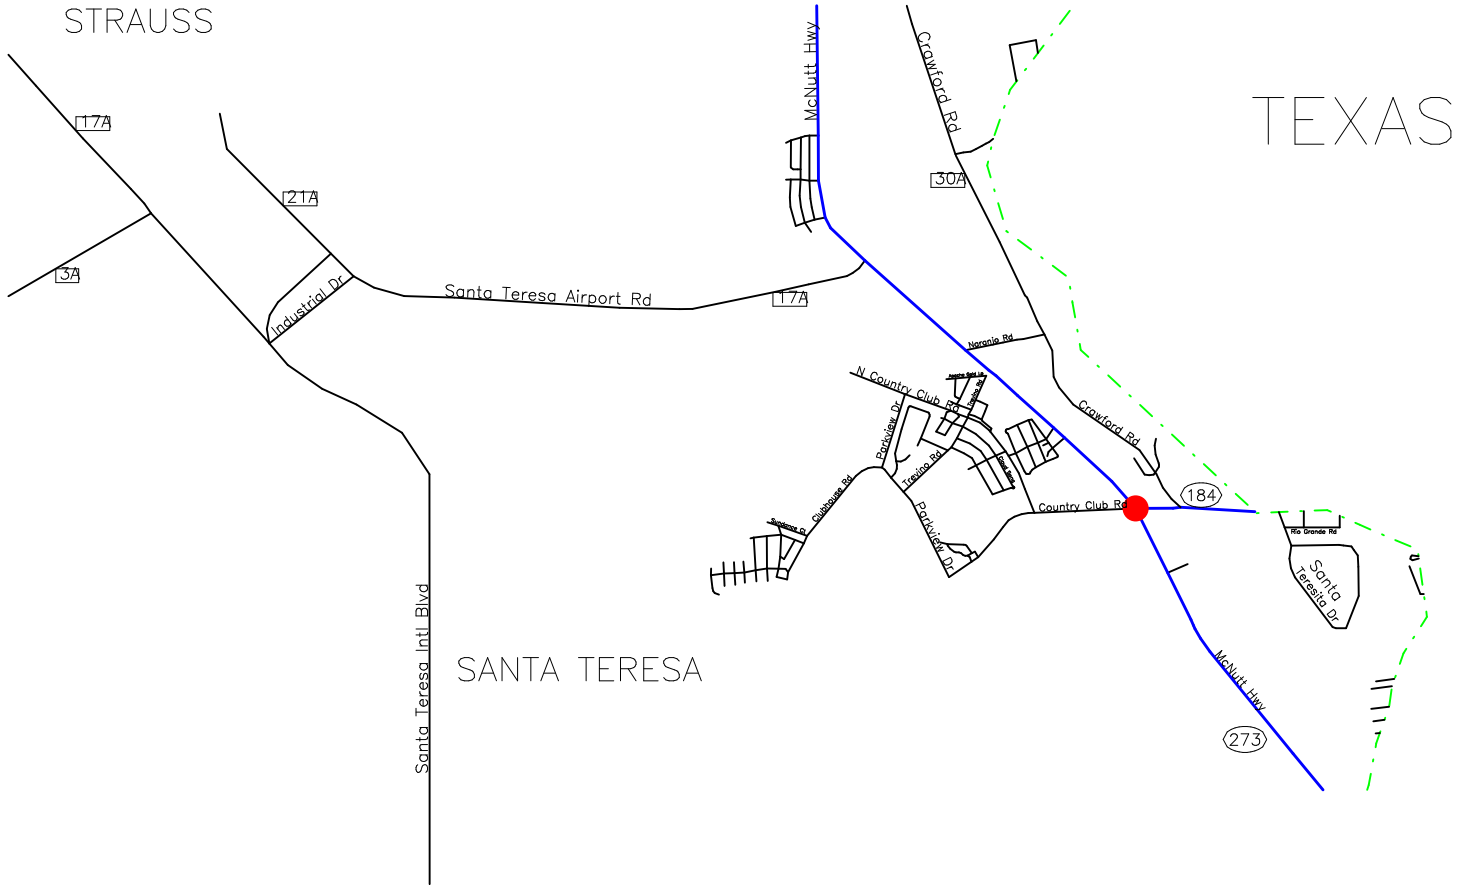 STRAUSS
McNutt Hwy
Crawford Rd
TEXAS
17A
30A
21A
3A
Industrial Dr
Santa Teresa Airport Rd
17A
Naranjo Rd
N Country Club Rd
Trevino Rd
Parkview Dr
Crawford Rd
Trevino Rd
Clubhouse Rd
184
Country Club Rd
Parkview Dr
Rio Grande Rd
Santa
Teresita Dr
Santa Teresa Intl Blvd
SANTA TERESA
McNutt Hwy
273